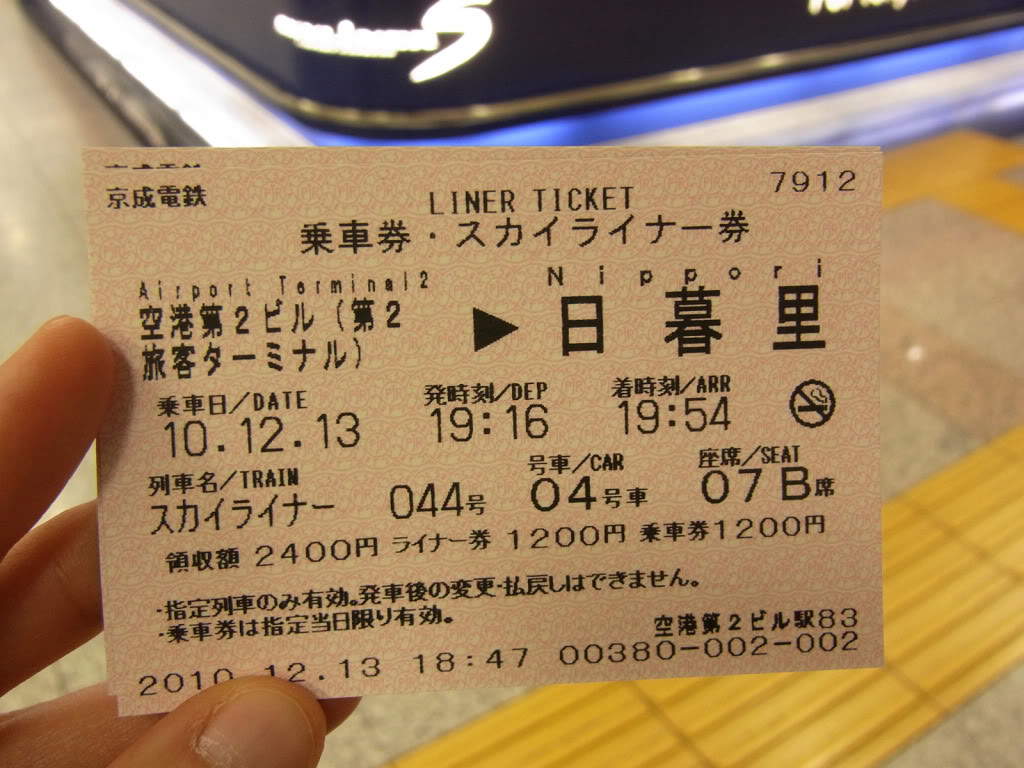 京成電鉄
7912
LINER TICKET
乗車券・スカイライナー券
Airport Terminal2
Nippori
空港第2ビル(第2
旅客ターミナル)
▶ 日暮里
乗車日/DATE 発時刻/DEP 着時刻/ARR
10.12.13 19:16 19:54
列車名/TRAIN 号車/CAR 座席/SEAT
スカイライナー 044号 04号車 07B席
領収額 2400円 ライナー券 1200円 乗車券1200円
・指定列車のみ有効。発車後の変更・払戻しはできません。
・乗車券は指定当日限り有効。
空港第2ビル駅83
2010.12.13 18:47 00380-002-002